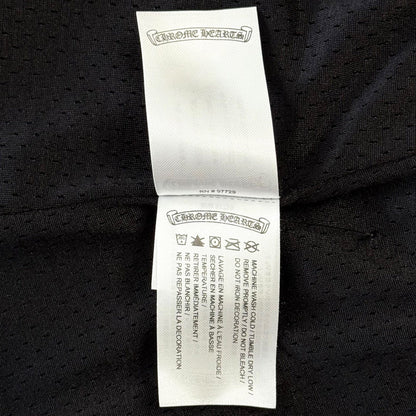 CHROME HEARTS
RN # 97729
CHROME HEARTS
MACHINE WASH COLD / TUMBLE DRY LOW /
REMOVE PROMPTLY / DO NOT BLEACH /
DO NOT IRON DECORATION
LAVAGE EN MACHINE À L'EAU FROIDE /
SÉCHER EN MACHINE À BASSE
TEMPÉRATURE /
RETIRER IMMÉDIATEMENT /
NE PAS BLANCHIR /
NE PAS REPASSER LA DECORATION